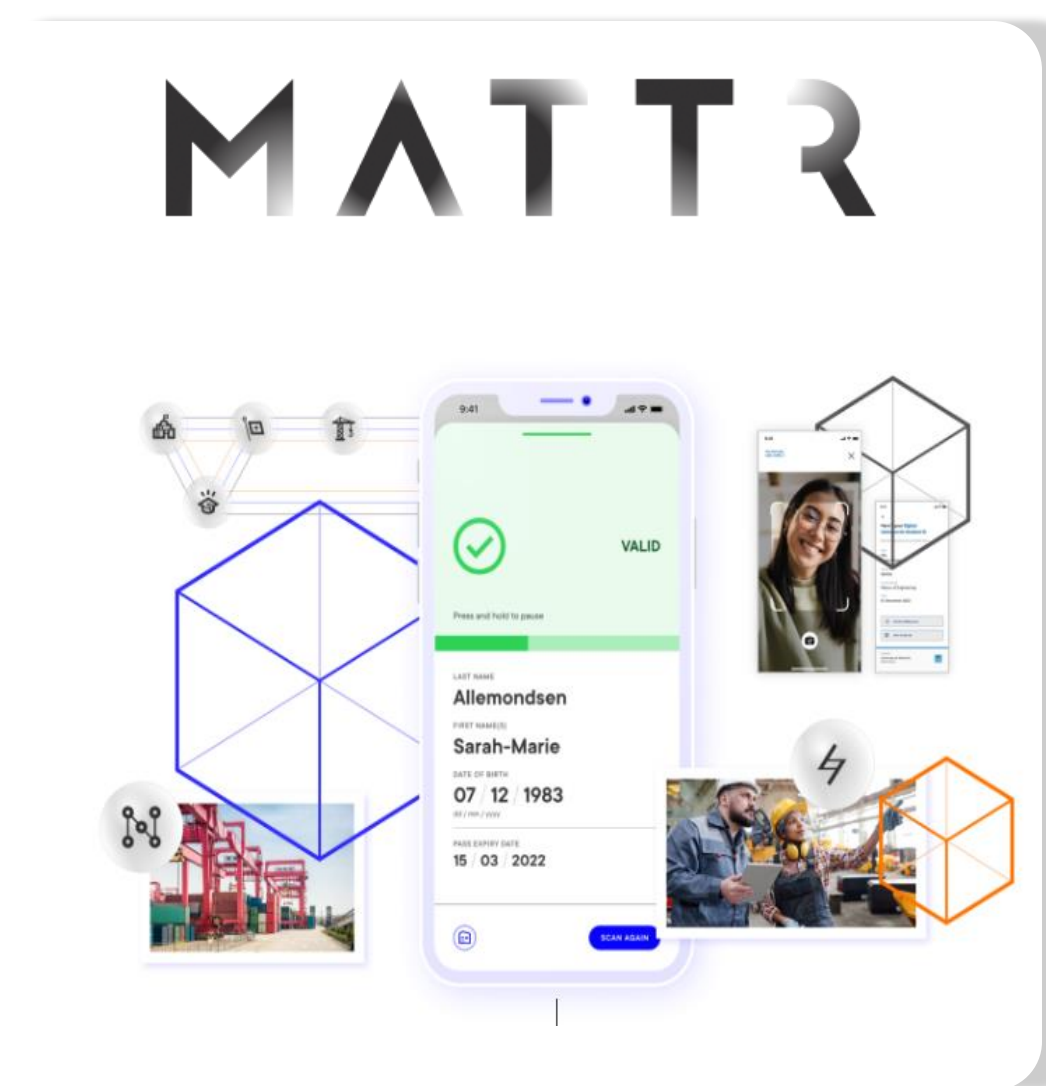 MATTR
9:41
VALID
Press and hold to pause
LAST NAME
Allemondsen
FIRST NAME(S)
Sarah-Marie
DATE OF BIRTH
07 / 12 / 1983
dd / mm / yyyy
PASS EXPIRY DATE
15 / 03 / 2022
SCAN AGAIN